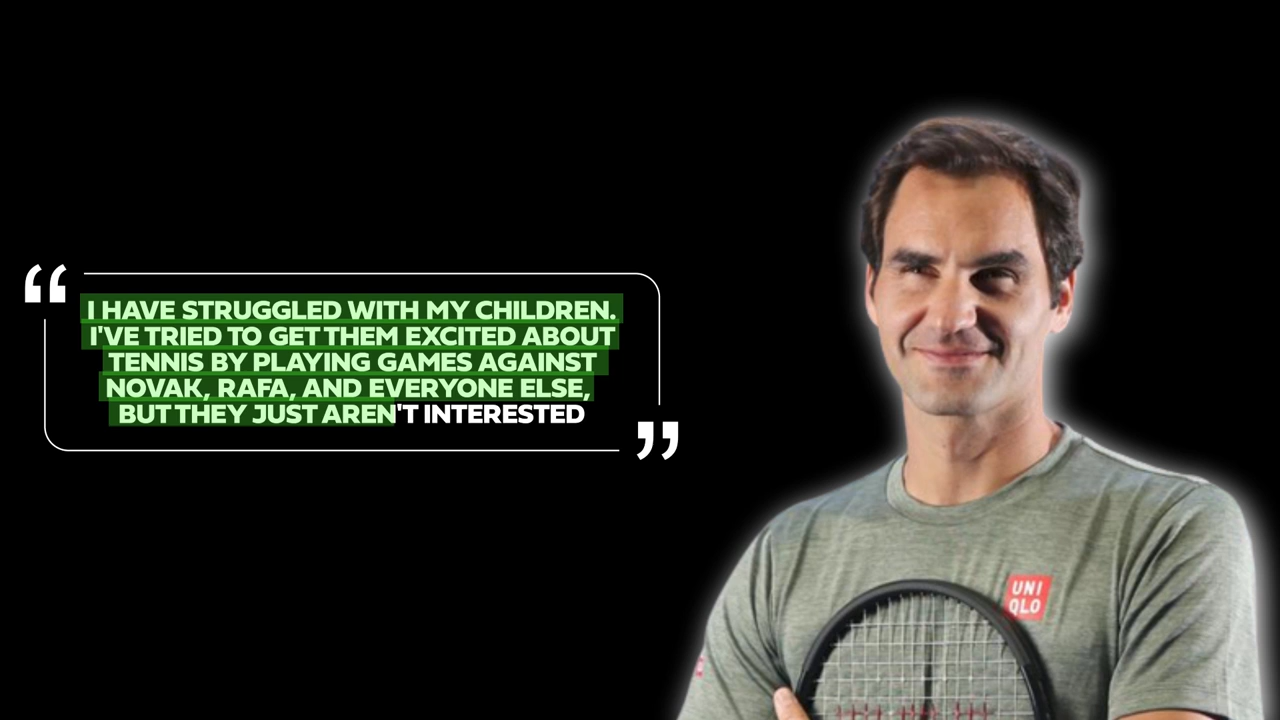 “
I HAVE STRUGGLED WITH MY CHILDREN.
I'VE TRIED TO GET THEM EXCITED ABOUT
TENNIS BY PLAYING GAMES AGAINST
NOVAK, RAFA, AND EVERYONE ELSE,
BUT THEY JUST AREN'T INTERESTED
”
UNI
QLO